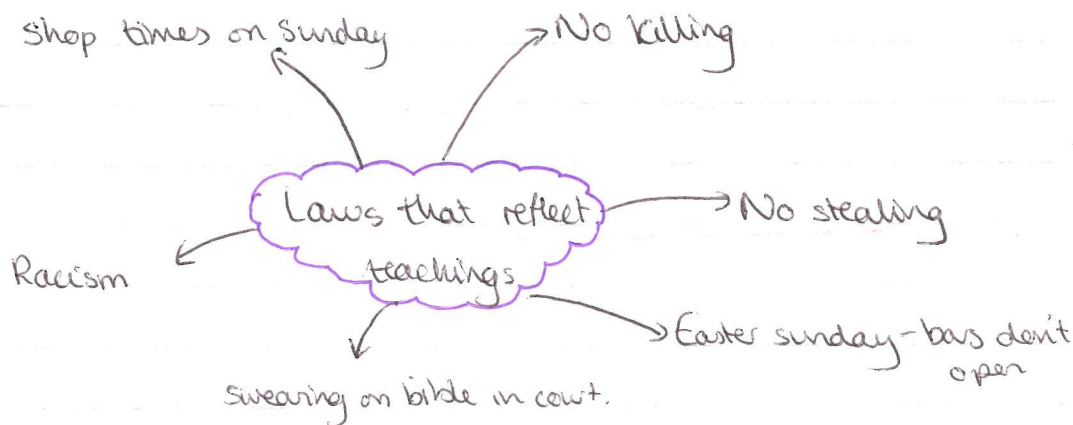 Shop times on Sunday
No killing
Laws that reflect
teachings
No stealing
Racism
Easter sunday - bars don't
open
swearing on bible in court.